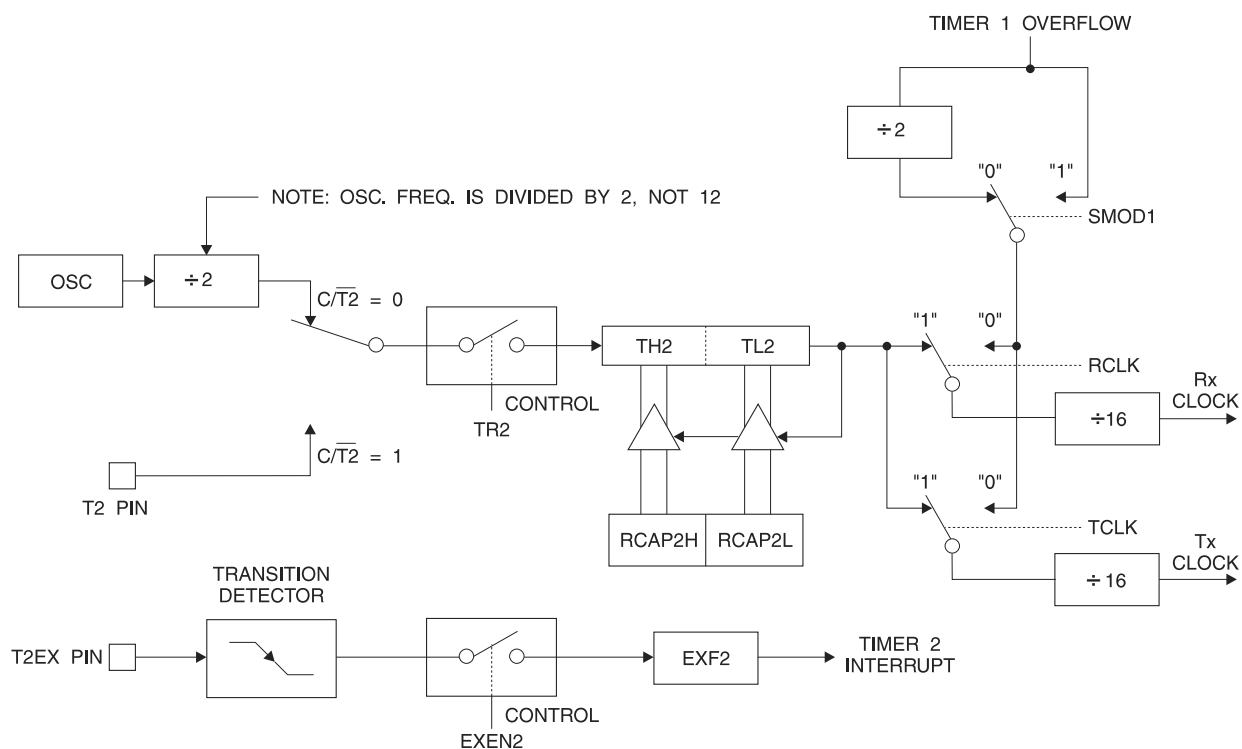 TIMER 1 OVERFLOW
÷2
"0"
"1"
NOTE: OSC. FREQ. IS DIVIDED BY 2, NOT 12
SMOD1
OSC
÷2
C/T2̅ = 0
"1"
"0"
TH2
TL2
RCLK
Rx
CLOCK
CONTROL
TR2
÷16
C/T2̅ = 1
"1"
"0"
T2 PIN
RCAP2H
RCAP2L
TCLK
Tx
CLOCK
÷16
TRANSITION
DETECTOR
T2EX PIN
EXF2
TIMER 2
INTERRUPT
CONTROL
EXEN2